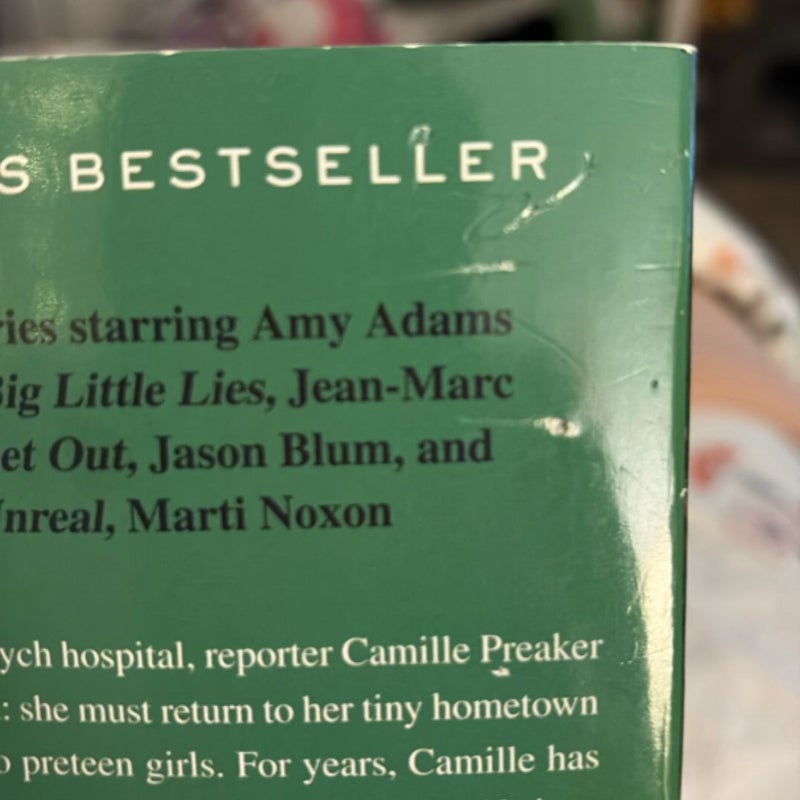 S BESTSELLER
ries starring Amy Adams
Big Little Lies, Jean-Marc
et Out, Jason Blum, and
Unreal, Marti Noxon
ych hospital, reporter Camille Preaker
: she must return to her tiny hometown
o preteen girls. For years, Camille has